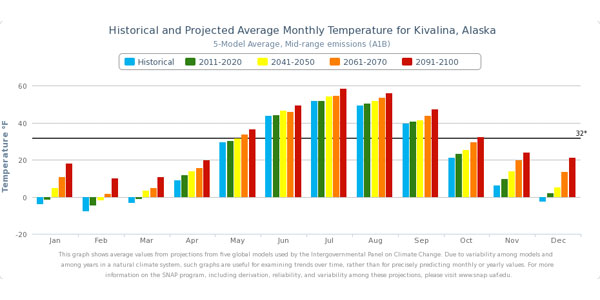 Historical and Projected Average Monthly Temperature for Kivalina, Alaska
5-Model Average, Mid-range emissions (A1B)
Historical 2011-2020 2041-2050 2061-2070 2091-2100
Temperature °F
60
40
32°
20
0
-20
Jan Feb Mar Apr May Jun Jul Aug Sep Oct Nov Dec
This graph shows average values from projections from five global models used by the Intergovernmental Panel on Climate Change. Due to variability among models and
among years in a natural climate system, such graphs are useful for examining trends over time, rather than for precisely predicting monthly or yearly values. For more
information on the SNAP program, including derivation, reliability, and variability among these projections, please visit www.snap.uaf.edu.